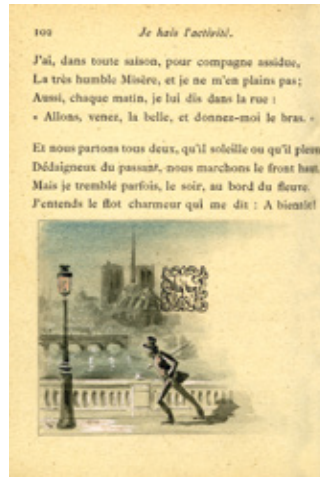 102 Je hais l'activité.
J'ai, dans toute saison, pour compagne assidue,
La très humble Misère, et je ne m'en plains pas;
Aussi, chaque matin, je lui dis dans la rue :
« Allons, venez, la belle, et donnez-moi le bras. »
Et nous partons tous deux, qu'il soleille ou qu'il pleu
Dédaigneux du passant, nous marchons le front haut.
Mais je tremble parfois, le soir, au bord du fleuve.
J'entends le flot charmeur qui me dit : A bientôt!